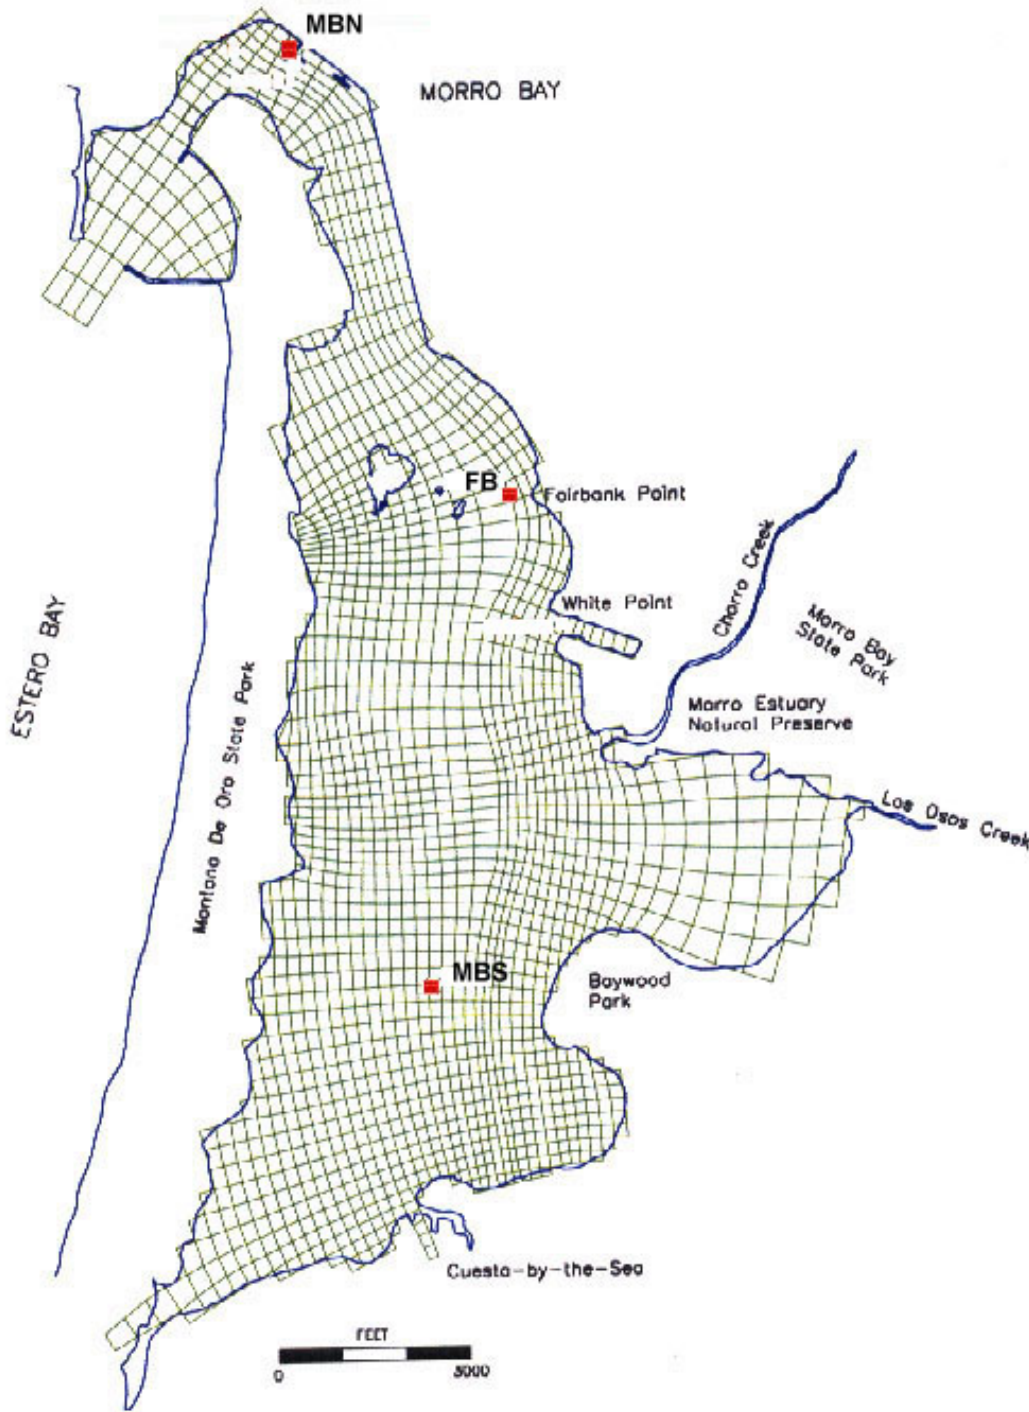 MBN
MORRO BAY
FB
Fairbank Point
White Point
Chorro Creek
Morro Bay
State Park
ESTERO BAY
Montana De Oro State Park
Morro Estuary
Natural Preserve
Los Osos Creek
MBS
Baywood
Park
Cuesta-by-the-Sea
FEET
0
3000